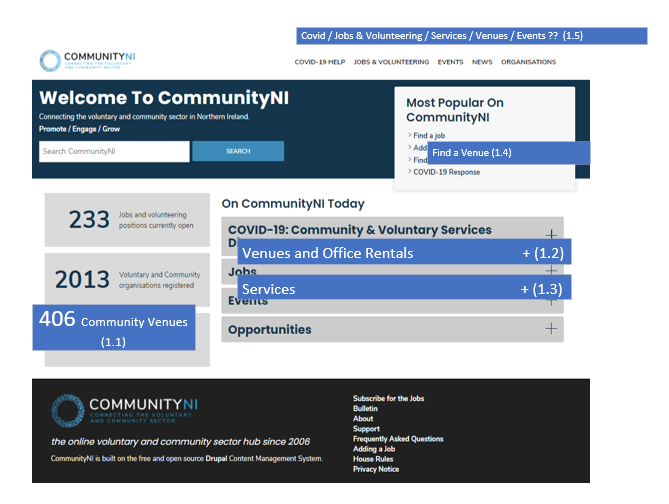 Covid / Jobs & Volunteering / Services / Venues / Events ?? (1.5)
COMMUNITYNI
CONNECTING THE VOLUNTARY
AND COMMUNITY SECTOR
COVID-19 HELP JOBS & VOLUNTEERING EVENTS NEWS ORGANISATIONS
Welcome To CommunityNI
Connecting the voluntary and community sector in Northern Ireland.
Promote / Engage / Grow
Search CommunityNI
SEARCH
Most Popular On
CommunityNI
> Find a job
> Add
Find a Venue (1.4)
> Find
> COVID-19 Response
233 Jobs and volunteering
positions currently open
2013 Voluntary and Community
organisations registered
406 Community Venues
(1.1)
On CommunityNI Today
COVID-19: Community & Voluntary Services +
Venues and Office Rentals + (1.2)
Jobs +
Services + (1.3)
Events +
Opportunities +
COMMUNITYNI
CONNECTING THE VOLUNTARY
AND COMMUNITY SECTOR
the online voluntary and community sector hub since 2006
CommunityNI is built on the free and open source Drupal Content Management System.
Subscribe for the Jobs
Bulletin
About
Support
Frequently Asked Questions
Adding a Job
House Rules
Privacy Notice